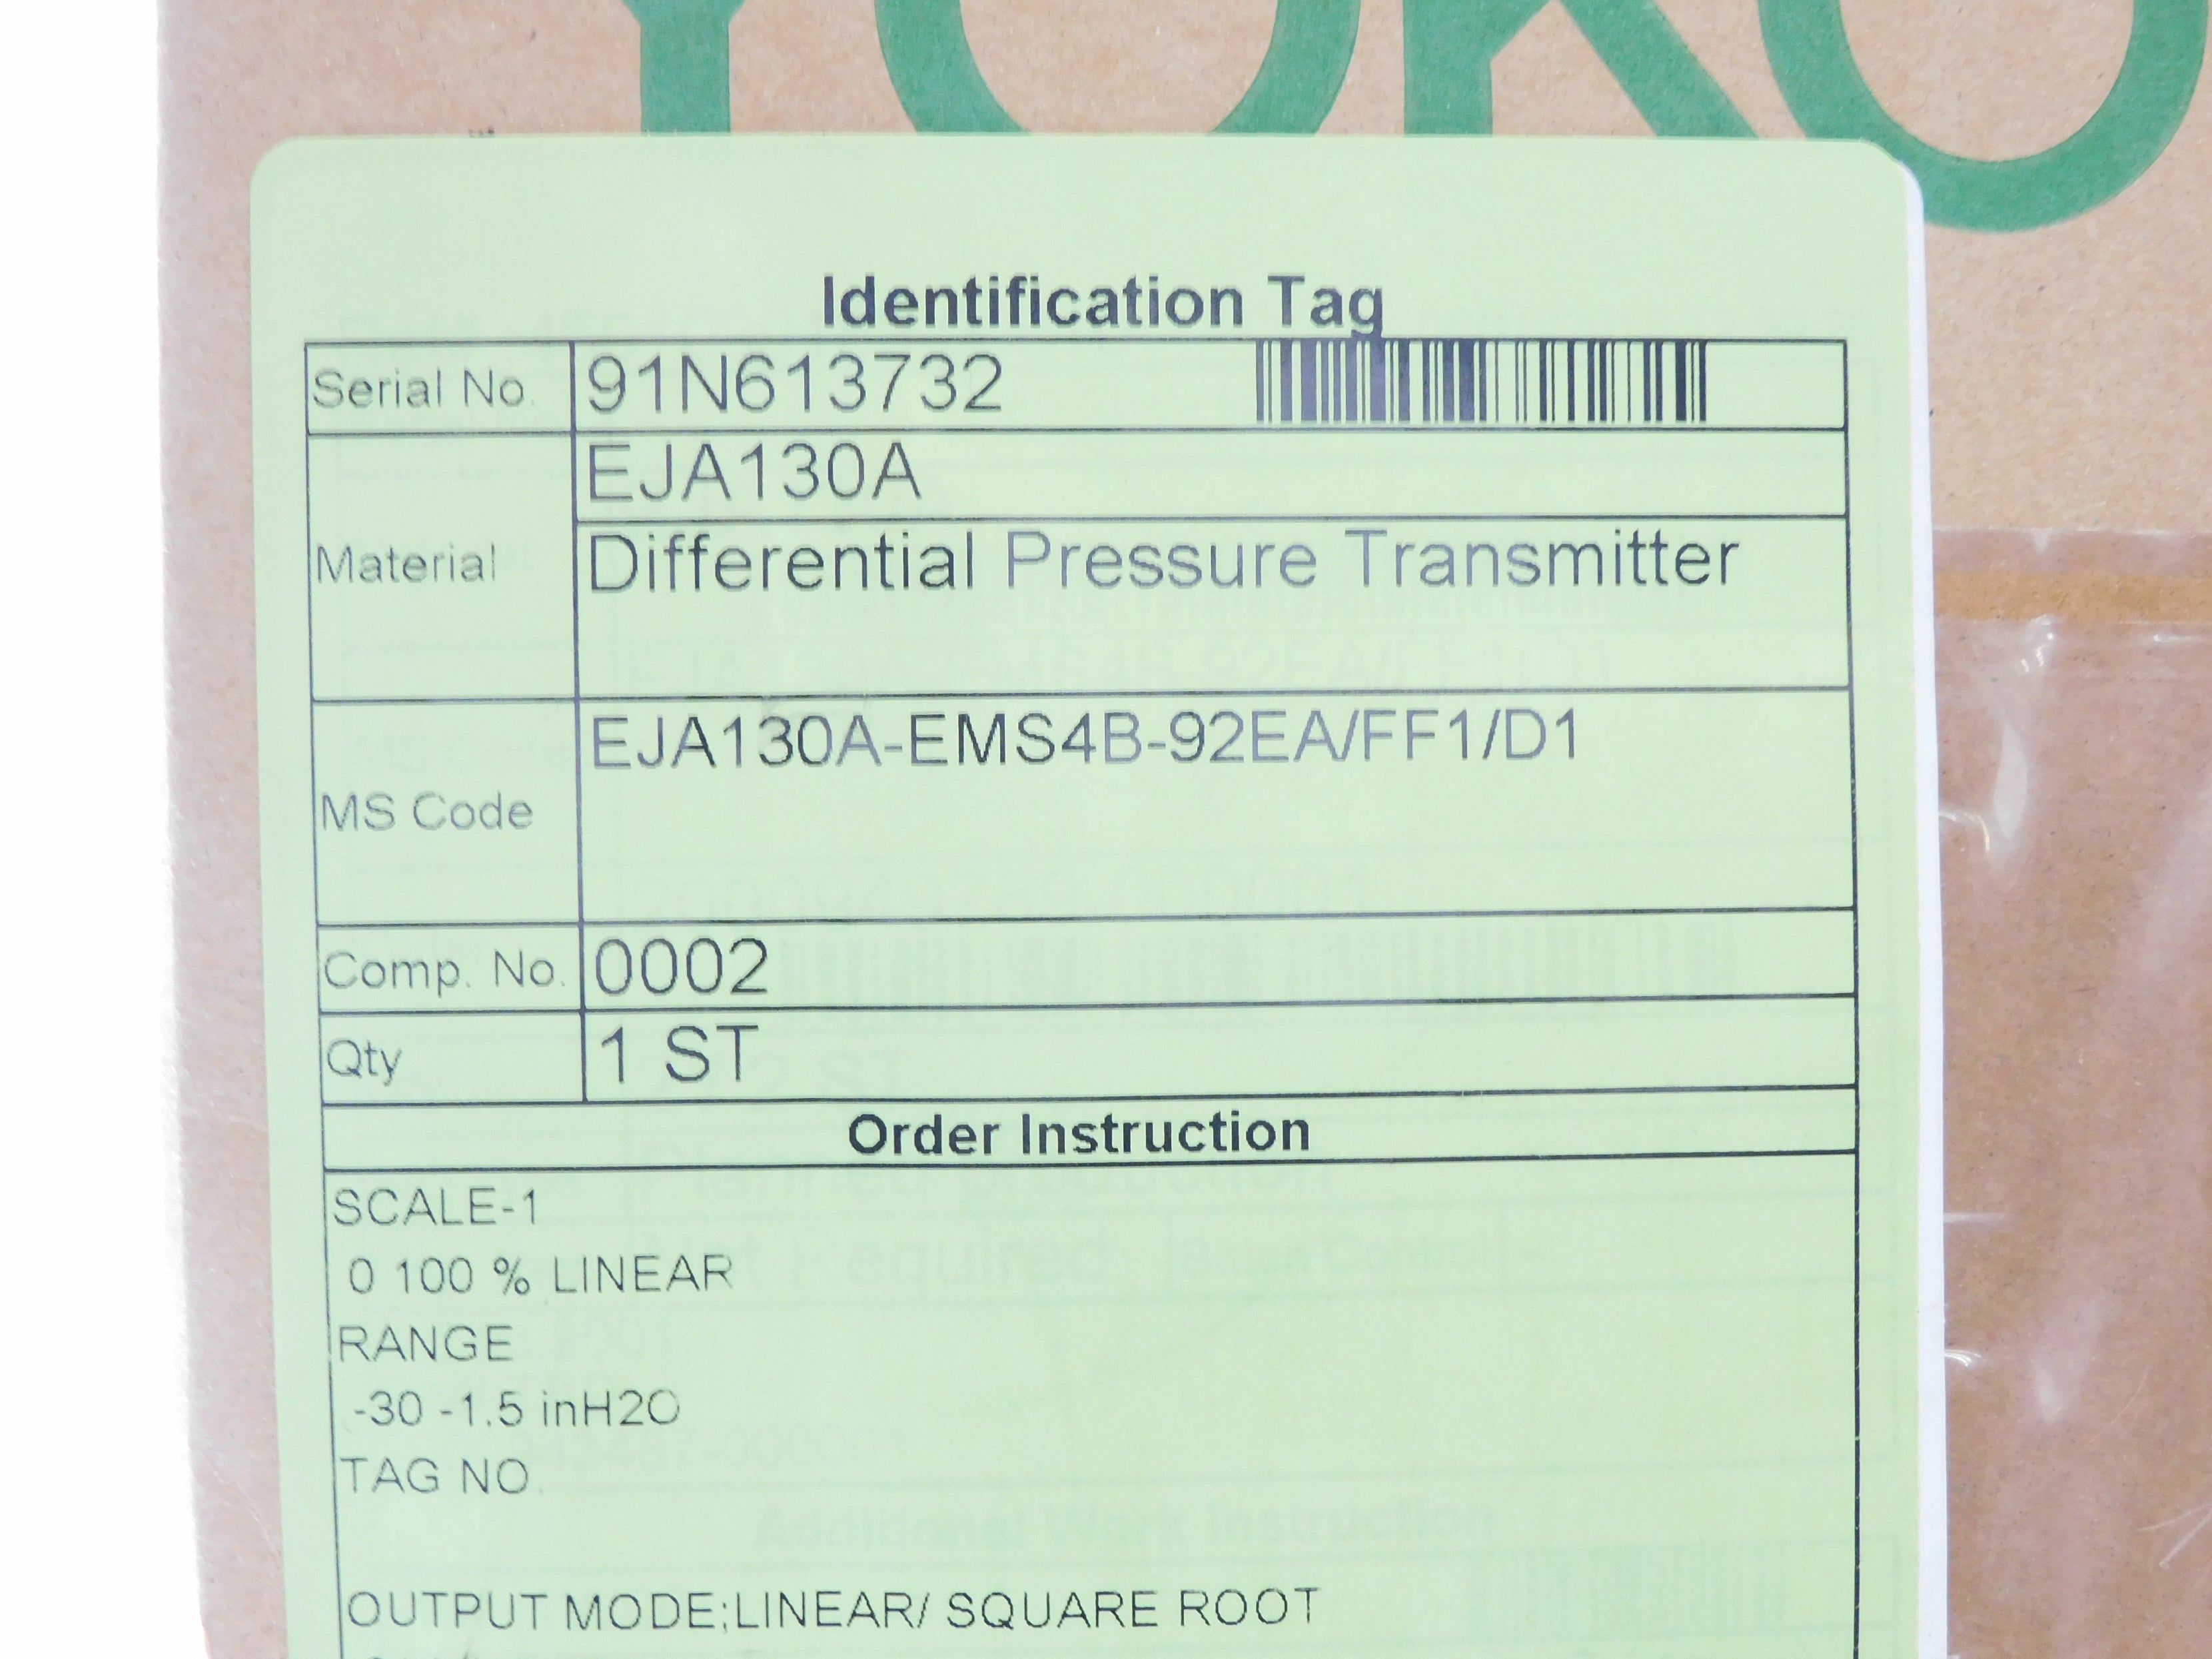 YOKO
Identification Tag
Serial No. 91N613732
EJA130A
Material Differential Pressure Transmitter
EJA130A-EMS4B-92EA/FF1/D1
MS Code
Comp. No. 0002
Qty 1 ST
Order Instruction
SCALE-1
0 100 % LINEAR
RANGE
-30 -1.5 inH2O
TAG NO.
OUTPUT MODE;LINEAR/ SQUARE ROOT